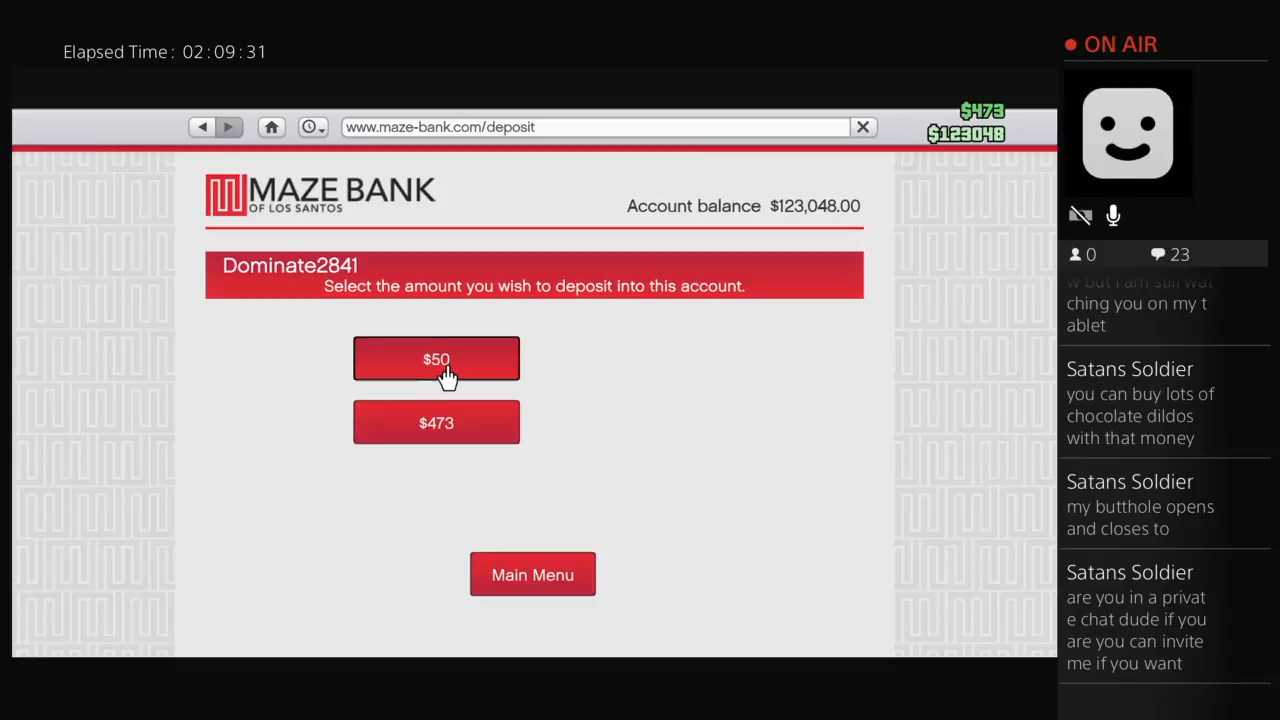 Elapsed Time: 02:09:31
ON AIR
www.maze-bank.com/deposit
$473
$123048
MAZE BANK
OF LOS SANTOS
Account balance $123,048.00
Dominate2841
Select the amount you wish to deposit into this account.
$50
$473
Main Menu
0 23
w but i am still wat
ching you on my t
ablet
Satans Soldier
you can buy lots of
chocolate dildos
with that money
Satans Soldier
my butthole opens
and closes to
Satans Soldier
are you in a privat
e chat dude if you
are you can invite
me if you want